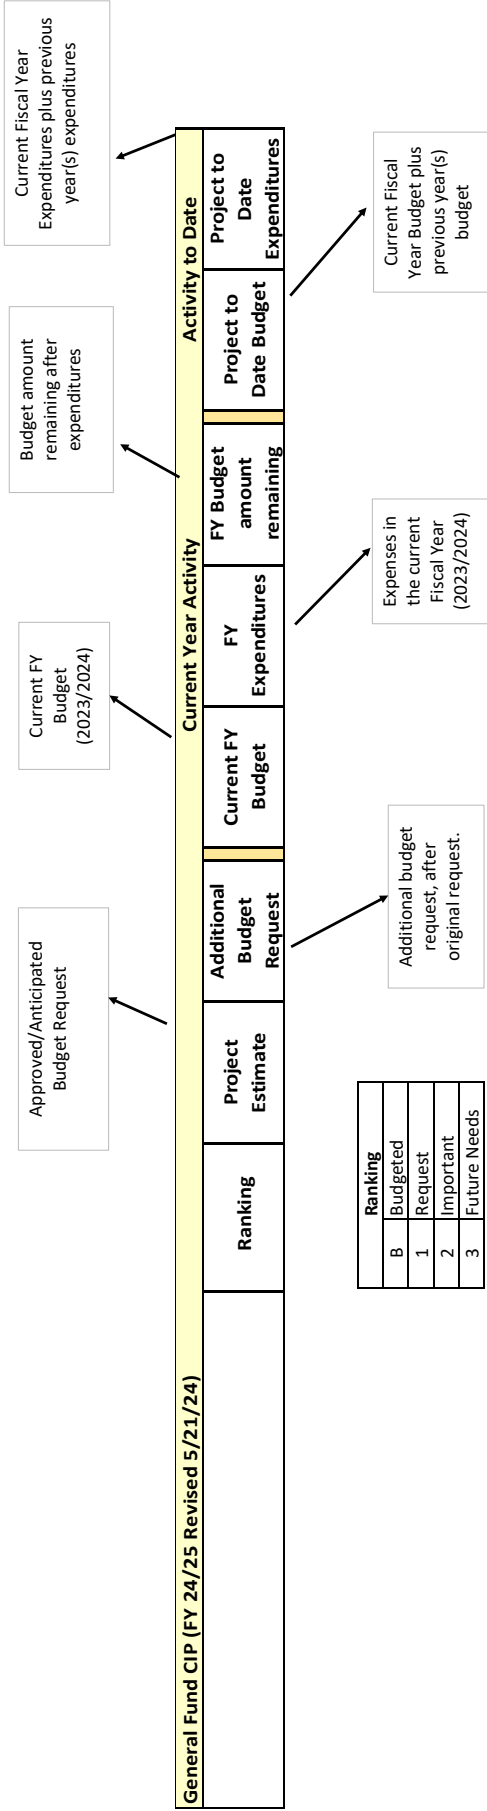 Approved/Anticipated
Budget Request
Current FY
Budget
(2023/2024)
Budget amount
remaining after
expenditures
Current Fiscal Year
Expenditures plus previous
year(s) expenditures
General Fund CIP (FY 24/25 Revised 5/21/24)
Current Year Activity
Activity to Date
Ranking
Project
Estimate
Additional
Budget
Request
Current FY
Budget
FY
Expenditures
FY Budget
amount
remaining
Project to
Date Budget
Project to
Date
Expenditures
Ranking
B Budgeted
1 Request
2 Important
3 Future Needs
Additional budget
request, after
original request.
Expenses in
the current
Fiscal Year
(2023/2024)
Current Fiscal
Year Budget plus
previous year(s)
budget